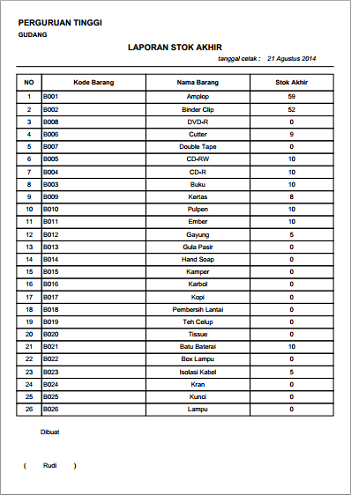 PERGURUAN TINGGI
GUDANG
LAPORAN STOK AKHIR
tanggal cetak : 21 Agustus 2014
NO Kode Barang Nama Barang Stok Akhir
1 B001 Amplop 59
2 B002 Binder Clip 52
3 B008 DVD-R 0
4 B006 Cutter 9
5 B007 Double Tape 0
6 B005 CD-RW 10
7 B004 CD-R 10
8 B003 Buku 10
9 B009 Kertas 8
10 B010 Pulpen 10
11 B011 Ember 10
12 B012 Gayung 5
13 B013 Gula Pasir 0
14 B014 Hand Soap 0
15 B015 Kamper 0
16 B016 Karbol 0
17 B017 Kopi 0
18 B018 Pembersih Lantai 0
19 B019 Teh Celup 0
20 B020 Tissue 0
21 B021 Batu Baterai 10
22 B022 Box Lampu 0
23 B023 Isolasi Kabel 5
24 B024 Kran 0
25 B025 Kunci 0
26 B026 Lampu 0
Dibuat
( Rudi )